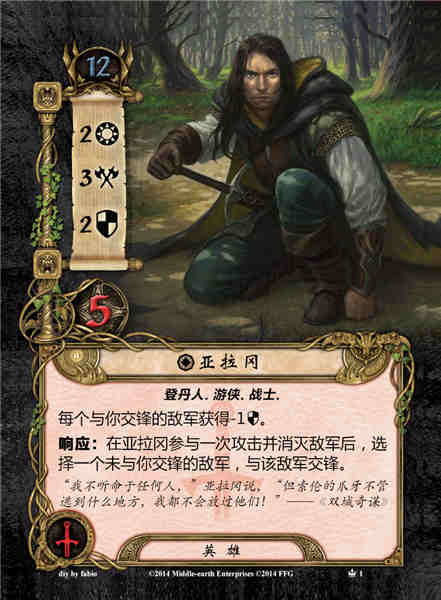 12
2
3
2
5
亚拉冈
登丹人. 游侠. 战士.
每个与你交锋的敌军获得-1。
响应：在亚拉冈参与一次攻击并消灭敌军后，选
择一个未与你交锋的敌军，与该敌军交锋。
“我不听命于任何人，”亚拉冈说，“但索伦的爪牙不管
逃到什么地方，我都不会放过他们！”——《双城奇谋》
英雄
diy by fabio ©2014 Middle-earth Enterprises ©2014 FFG 1